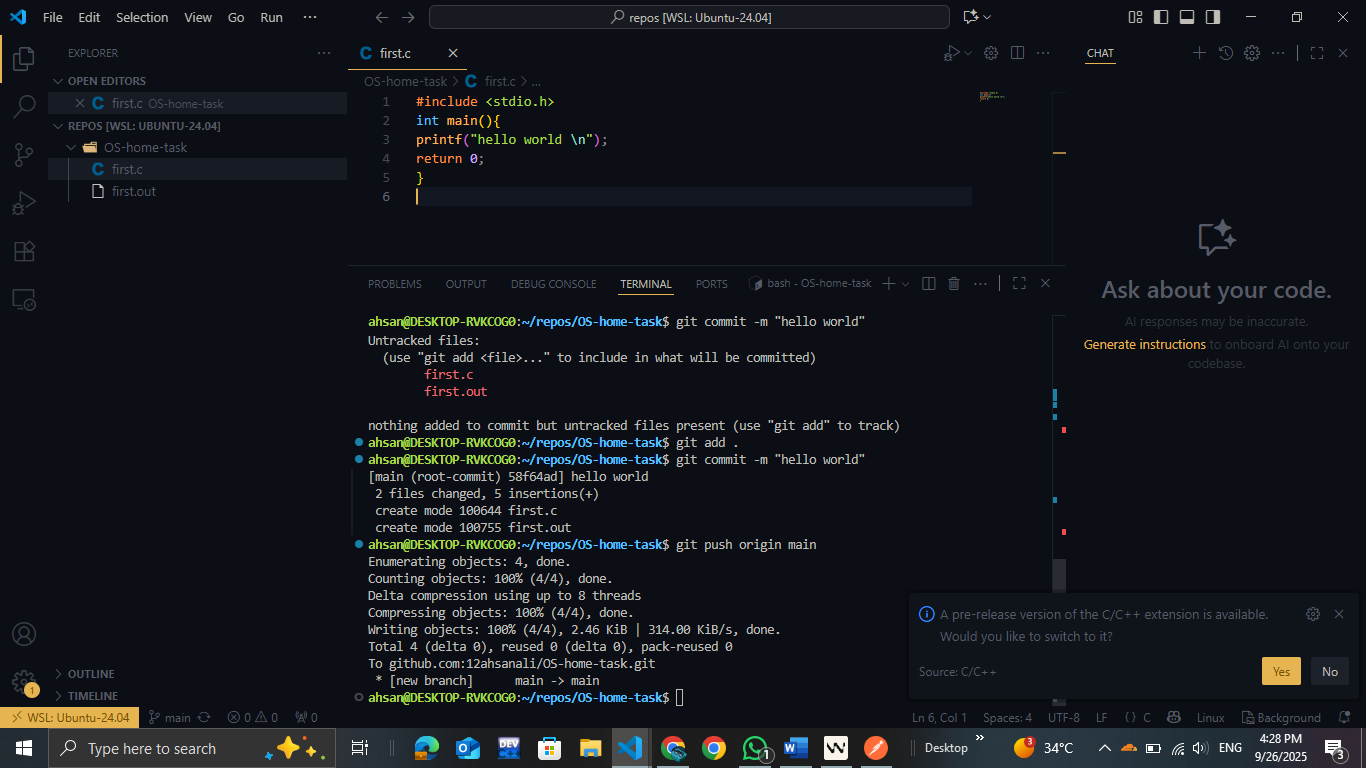 File Edit Selection View Go Run ···
repos [WSL: Ubuntu-24.04]
EXPLORER
OPEN EDITORS
first.c OS-home-task
REPOS [WSL: UBUNTU-24.04]
OS-home-task
first.c
first.out
OUTLINE
TIMELINE
first.c
OS-home-task > first.c > ...
1 #include <stdio.h>
2 int main(){
3 printf("hello world \n");
4 return 0;
5 }
6
PROBLEMS OUTPUT DEBUG CONSOLE TERMINAL PORTS bash - OS-home-task
ahsan@DESKTOP-RVKCOG0:~/repos/OS-home-task$ git commit -m "hello world"
Untracked files:
(use "git add <file>..." to include in what will be committed)
first.c
first.out
nothing added to commit but untracked files present (use "git add" to track)
ahsan@DESKTOP-RVKCOG0:~/repos/OS-home-task$ git add .
ahsan@DESKTOP-RVKCOG0:~/repos/OS-home-task$ git commit -m "hello world"
[main (root-commit) 58f64ad] hello world
2 files changed, 5 insertions(+)
create mode 100644 first.c
create mode 100755 first.out
ahsan@DESKTOP-RVKCOG0:~/repos/OS-home-task$ git push origin main
Enumerating objects: 4, done.
Counting objects: 100% (4/4), done.
Delta compression using up to 8 threads
Compressing objects: 100% (4/4), done.
Writing objects: 100% (4/4), 2.46 KiB | 314.00 KiB/s, done.
Total 4 (delta 0), reused 0 (delta 0), pack-reused 0
To github.com:12ahsanali/OS-home-task.git
* [new branch] main -> main
ahsan@DESKTOP-RVKCOG0:~/repos/OS-home-task$
CHAT
Ask about your code.
AI responses may be inaccurate.
Generate instructions to onboard AI onto your
codebase.
A pre-release version of the C/C++ extension is available.
Would you like to switch to it?
Source: C/C++
Yes No
1
WSL: Ubuntu-24.04 main 0 0 0
Ln 6, Col 1 Spaces: 4 UTF-8 LF {} C Linux Background
Type here to search
DEV
1
Desktop
3
34°C
ENG
4:28 PM
9/26/2025
3